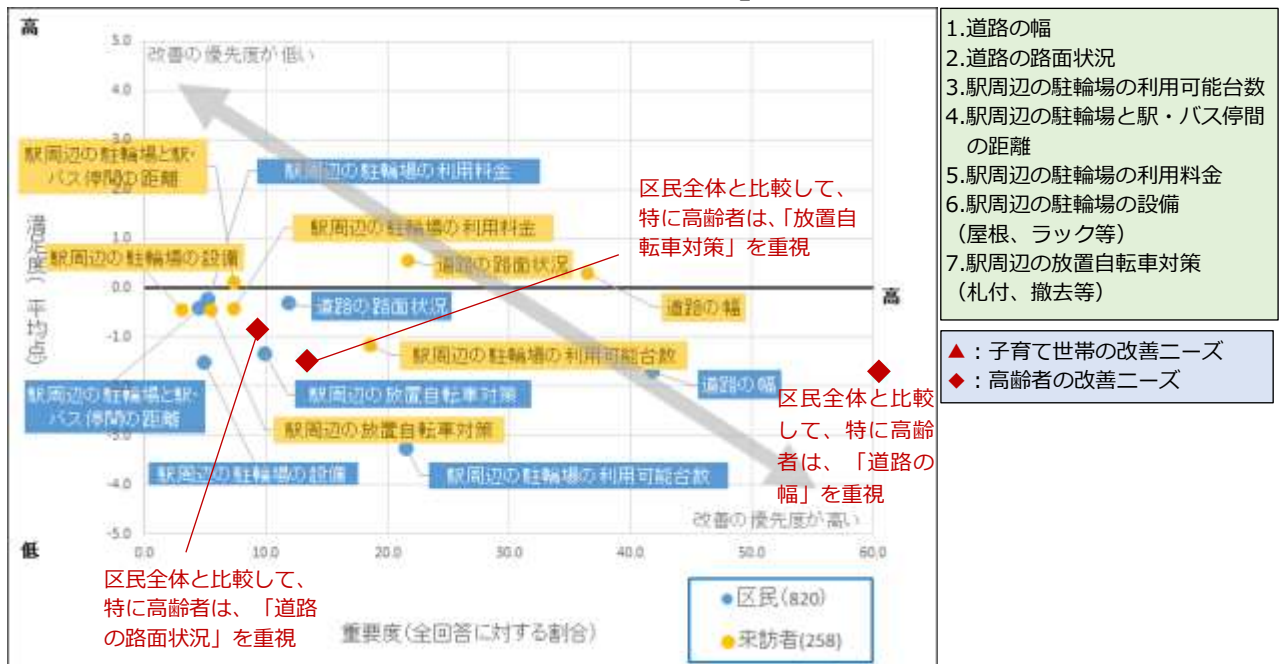 高
5.0
改善の優先度が低い
4.0
3.0
駅周辺の駐輪場と駅・
バス停間の距離
駅周辺の駐輪場の利用料金
2.0
区民全体と比較して、
特に高齢者は、「放置自
転車対策」を重視
1.0
駅周辺の駐輪場の利用料金
駅周辺の駐輪場の設備
道路の路面状況
満足度(平均点)
0.0
高
道路の路面状況
道路の幅
-1.0
駅周辺の駐輪場の利用可能台数
道路の幅
駅周辺の駐輪場と駅・
バス停間の距離
駅周辺の放置自転車対策
区民全体と比較
して、特に高齢
者は、「道路の
幅」を重視
駅周辺の放置自転車対策
駅周辺の駐輪場の設備
駅周辺の駐輪場の利用可能台数
-4.0
改善の優先度が高い
-5.0
低
0.0
10.0
20.0
30.0
40.0
50.0
60.0
区民全体と比較して、
特に高齢者は、「道路
の路面状況」を重視
重要度(全回答に対する割合)
区民(820)
来訪者(258)
1.道路の幅
2.道路の路面状況
3.駅周辺の駐輪場の利用可能台数
4.駅周辺の駐輪場と駅・バス停間
の距離
5.駅周辺の駐輪場の利用料金
6.駅周辺の駐輪場の設備
(屋根、ラック等)
7.駅周辺の放置自転車対策
(札付、撤去等)
▲:子育て世帯の改善ニーズ
◆:高齢者の改善ニーズ